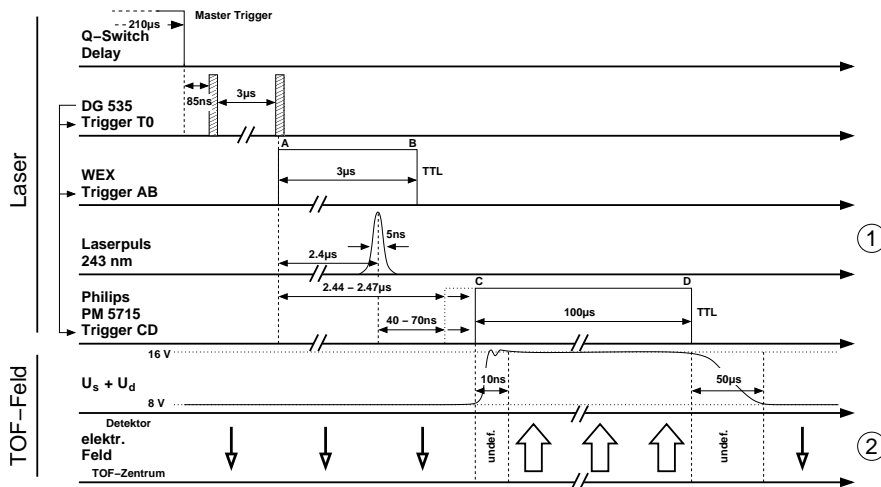 Master Trigger
210µs
Q-Switch
Delay
85ns
3µs
DG 535
Trigger T0
A
B
WEX
Trigger AB
3µs
TTL
Laser
Laserpuls
243 nm
5ns
2.4µs
1
Philips
PM 5715
Trigger CD
2.44 – 2.47µs
C
D
40 – 70ns
100µs
TTL
16 V
Us + Ud
10ns
50µs
8 V
TOF-Feld
Detektor
elektr.
Feld
undef.
undef.
2
TOF-Zentrum